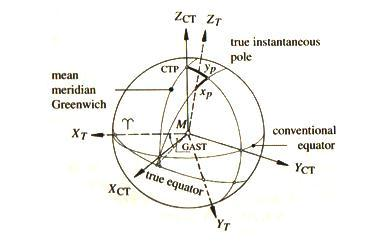 Z_CT Z_T
true instantaneous
pole
CTP
y_p
x_p
mean
meridian
Greenwich
X_T
ϒ
M
GAST
conventional
equator
true equator
X_CT
Y_CT
Y_T